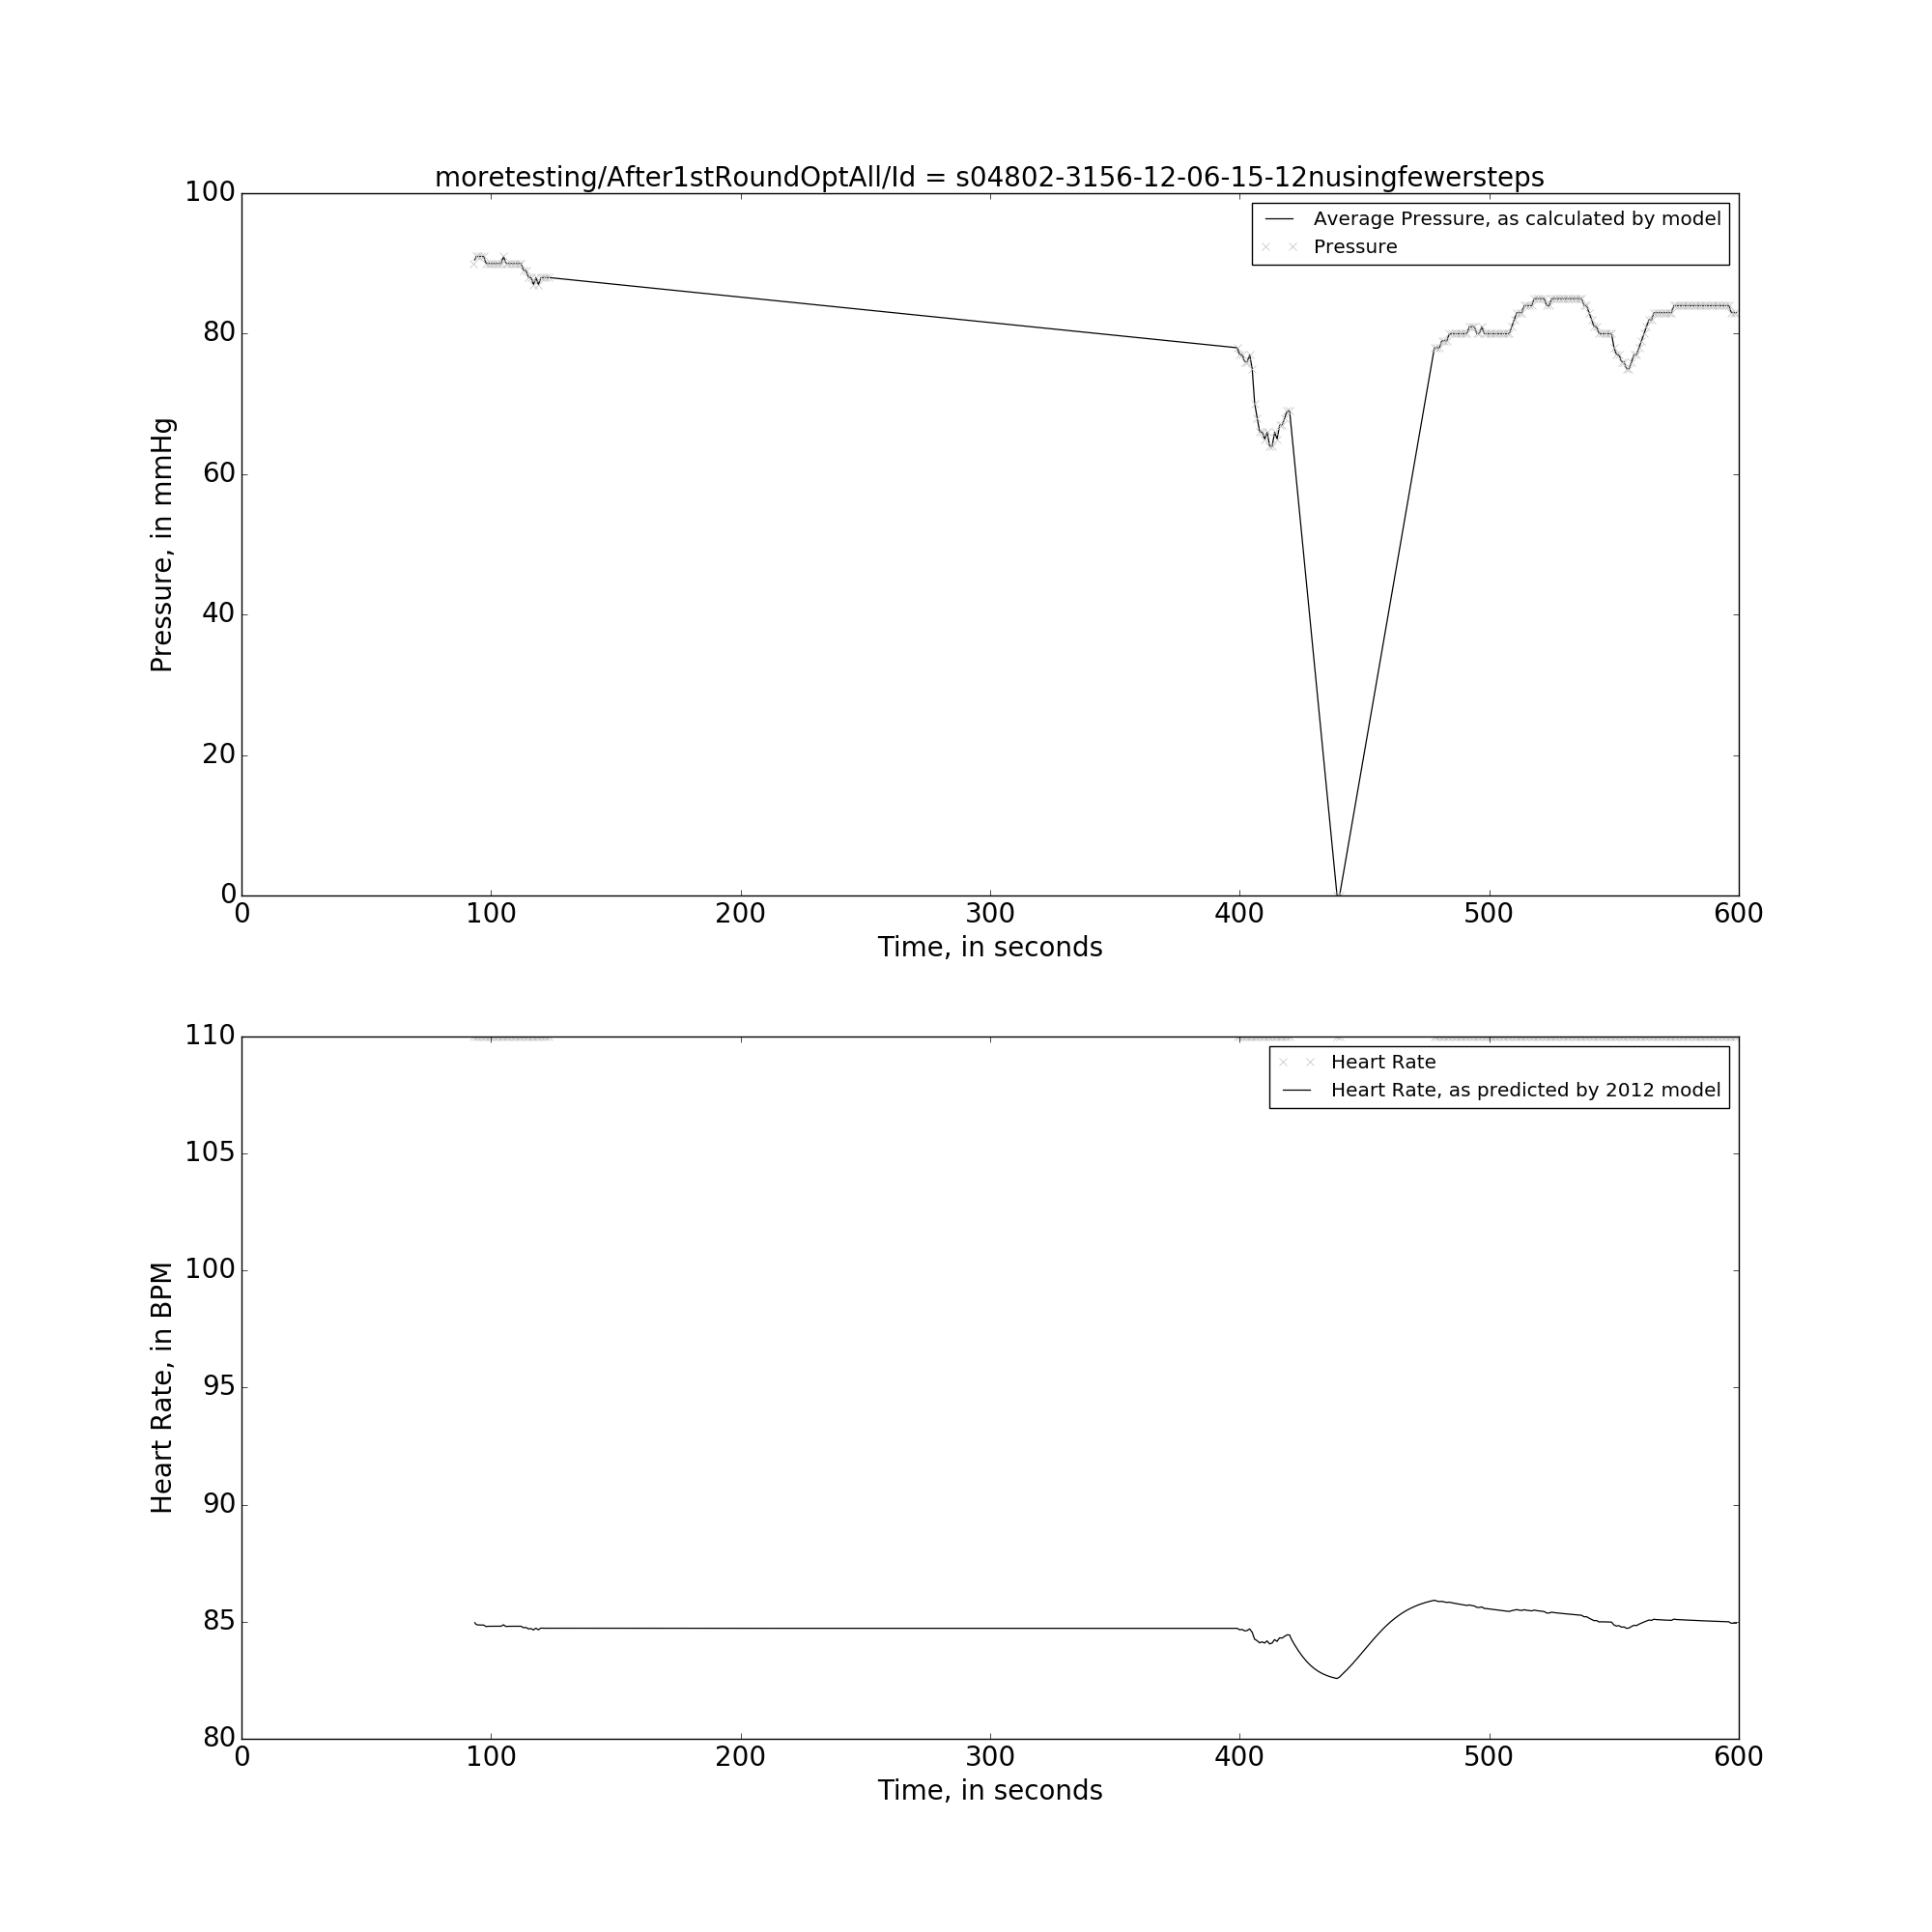 moretesting/After1stRoundOptAll/Id = s04802-3156-12-06-15-12nusingfewersteps
100
80
60
40
20
0
Pressure, in mmHg
Average Pressure, as calculated by model
Pressure
0 100 200 300 400 500 600
Time, in seconds
110
105
100
95
90
85
80
Heart Rate, in BPM
Heart Rate
Heart Rate, as predicted by 2012 model
0 100 200 300 400 500 600
Time, in seconds